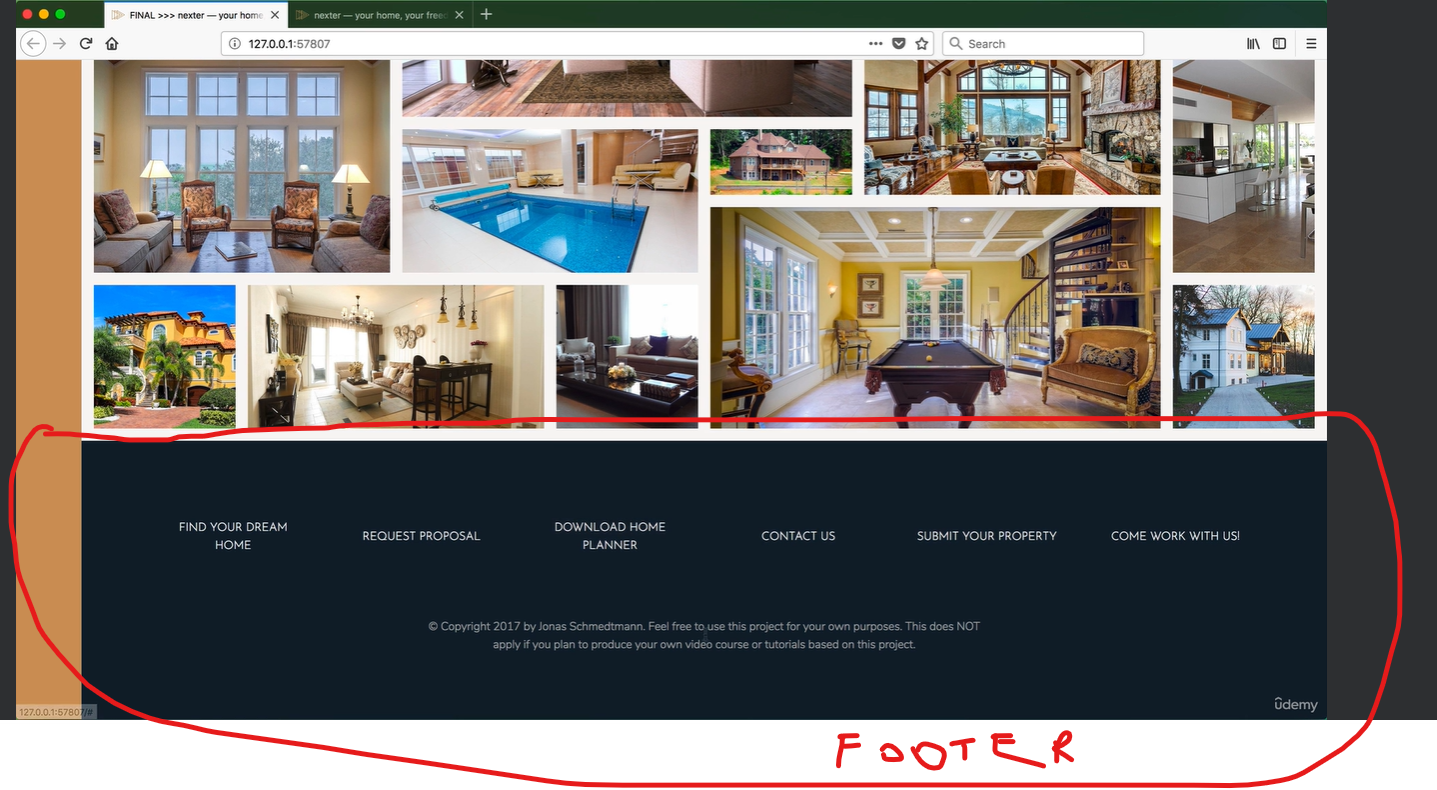 FINAL >>> nexter — your home
nexter — your home, your free
127.0.0.1:57807
Search
FIND YOUR DREAM
HOME
REQUEST PROPOSAL
DOWNLOAD HOME
PLANNER
CONTACT US
SUBMIT YOUR PROPERTY
COME WORK WITH US!
© Copyright 2017 by Jonas Schmedtmann. Feel free to use this project for your own purposes. This does NOT
apply if you plan to produce your own video course or tutorials based on this project.
udemy
127.0.0.1:57807/#
FOOTER